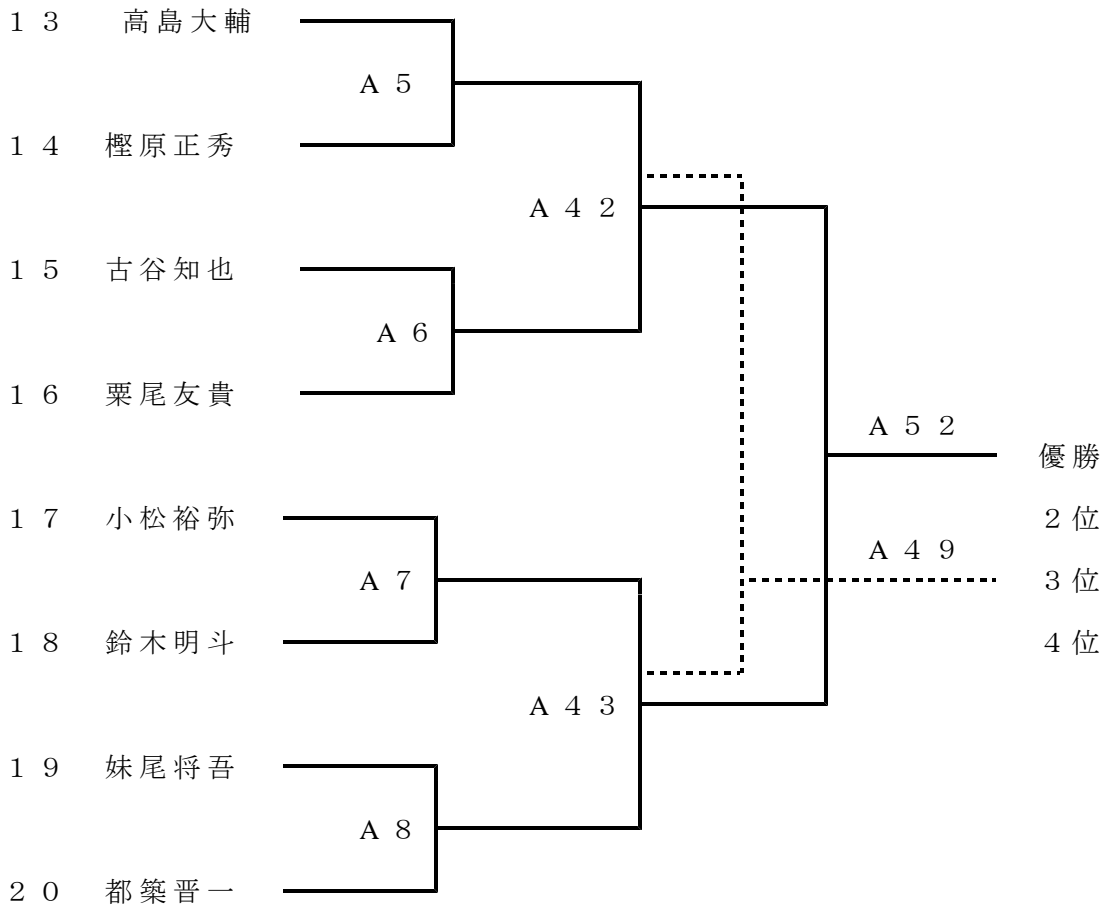 １３ 高島大輔
Ａ５
１４ 樫原正秀
Ａ４２
１５ 古谷知也
Ａ６
１６ 栗尾友貴
Ａ５２
優勝
１７ 小松裕弥
２位
Ａ４９
Ａ７
３位
１８ 鈴木明斗
４位
Ａ４３
１９ 妹尾将吾
Ａ８
２０ 都築晋一